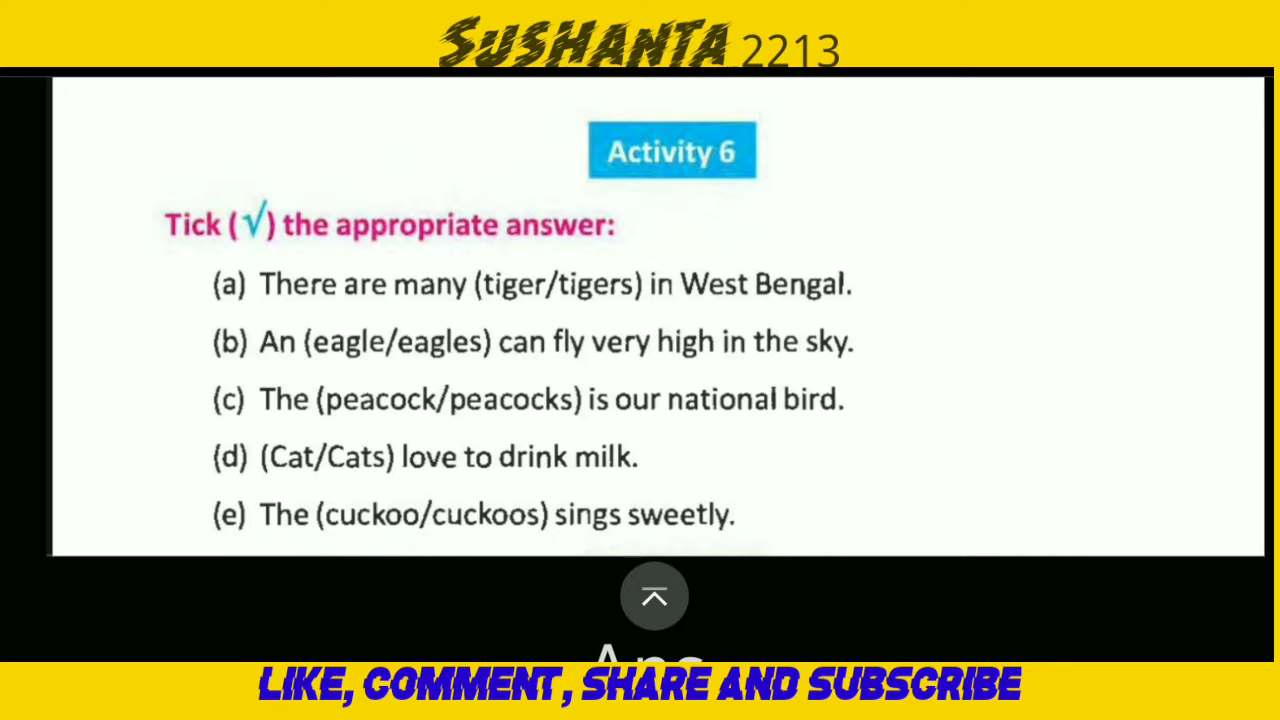 SUSHANTA 2213
Activity 6
Tick (√) the appropriate answer:
(a) There are many (tiger/tigers) in West Bengal.
(b) An (eagle/eagles) can fly very high in the sky.
(c) The (peacock/peacocks) is our national bird.
(d) (Cat/Cats) love to drink milk.
(e) The (cuckoo/cuckoos) sings sweetly.
LIKE, COMMENT, SHARE AND SUBSCRIBE